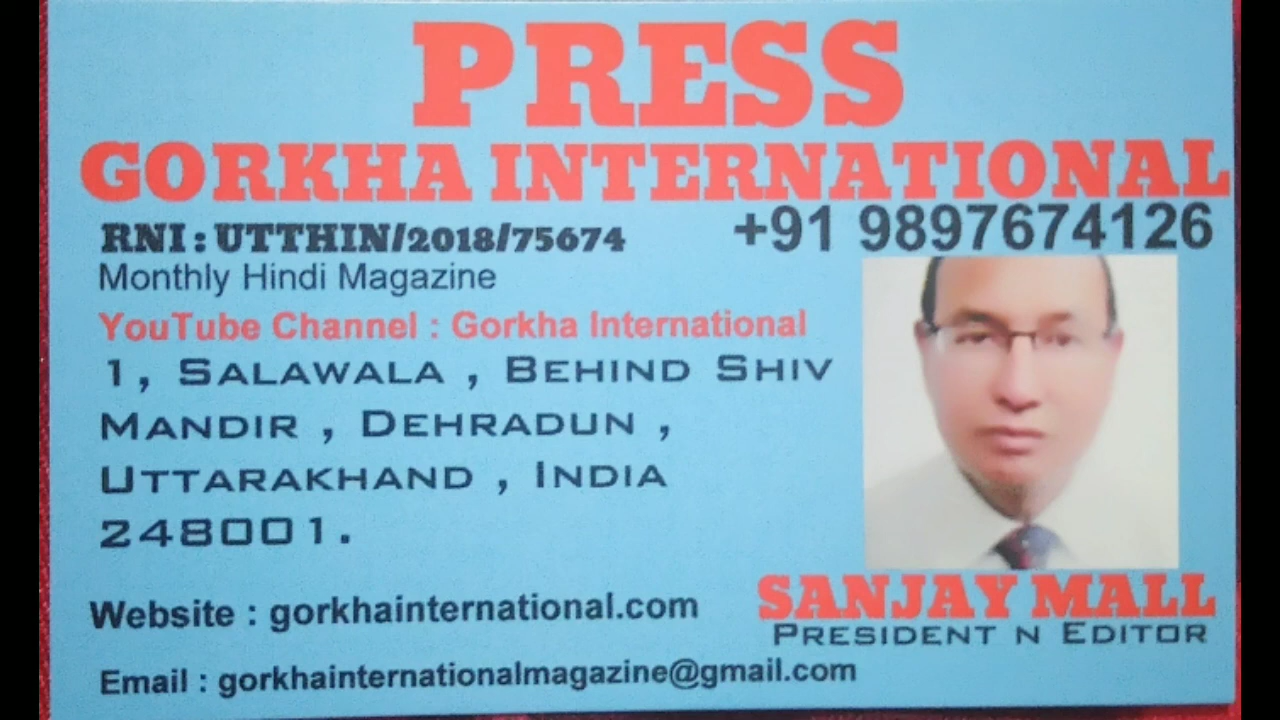 PRESS
GORKHA INTERNATIONAL
RNI : UTTHIN/2018/75674
+91 9897674126
Monthly Hindi Magazine
YouTube Channel : Gorkha International
1, SALAWALA , BEHIND SHIV
MANDIR , DEHRADUN ,
UTTARAKHAND , INDIA
248001.
SANJAY MALL
PRESIDENT N EDITOR
Website : gorkhainternational.com
Email : gorkhainternationalmagazine@gmail.com